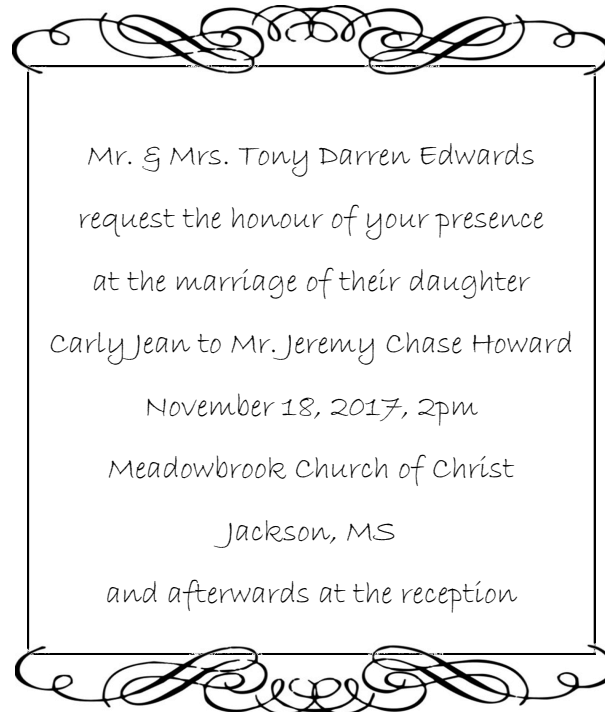 Mr. & Mrs. Tony Darren Edwards
request the honour of your presence
at the marriage of their daughter
Carly Jean to Mr. Jeremy Chase Howard
November 18, 2017, 2pm
Meadowbrook Church of Christ
Jackson, MS
and afterwards at the reception